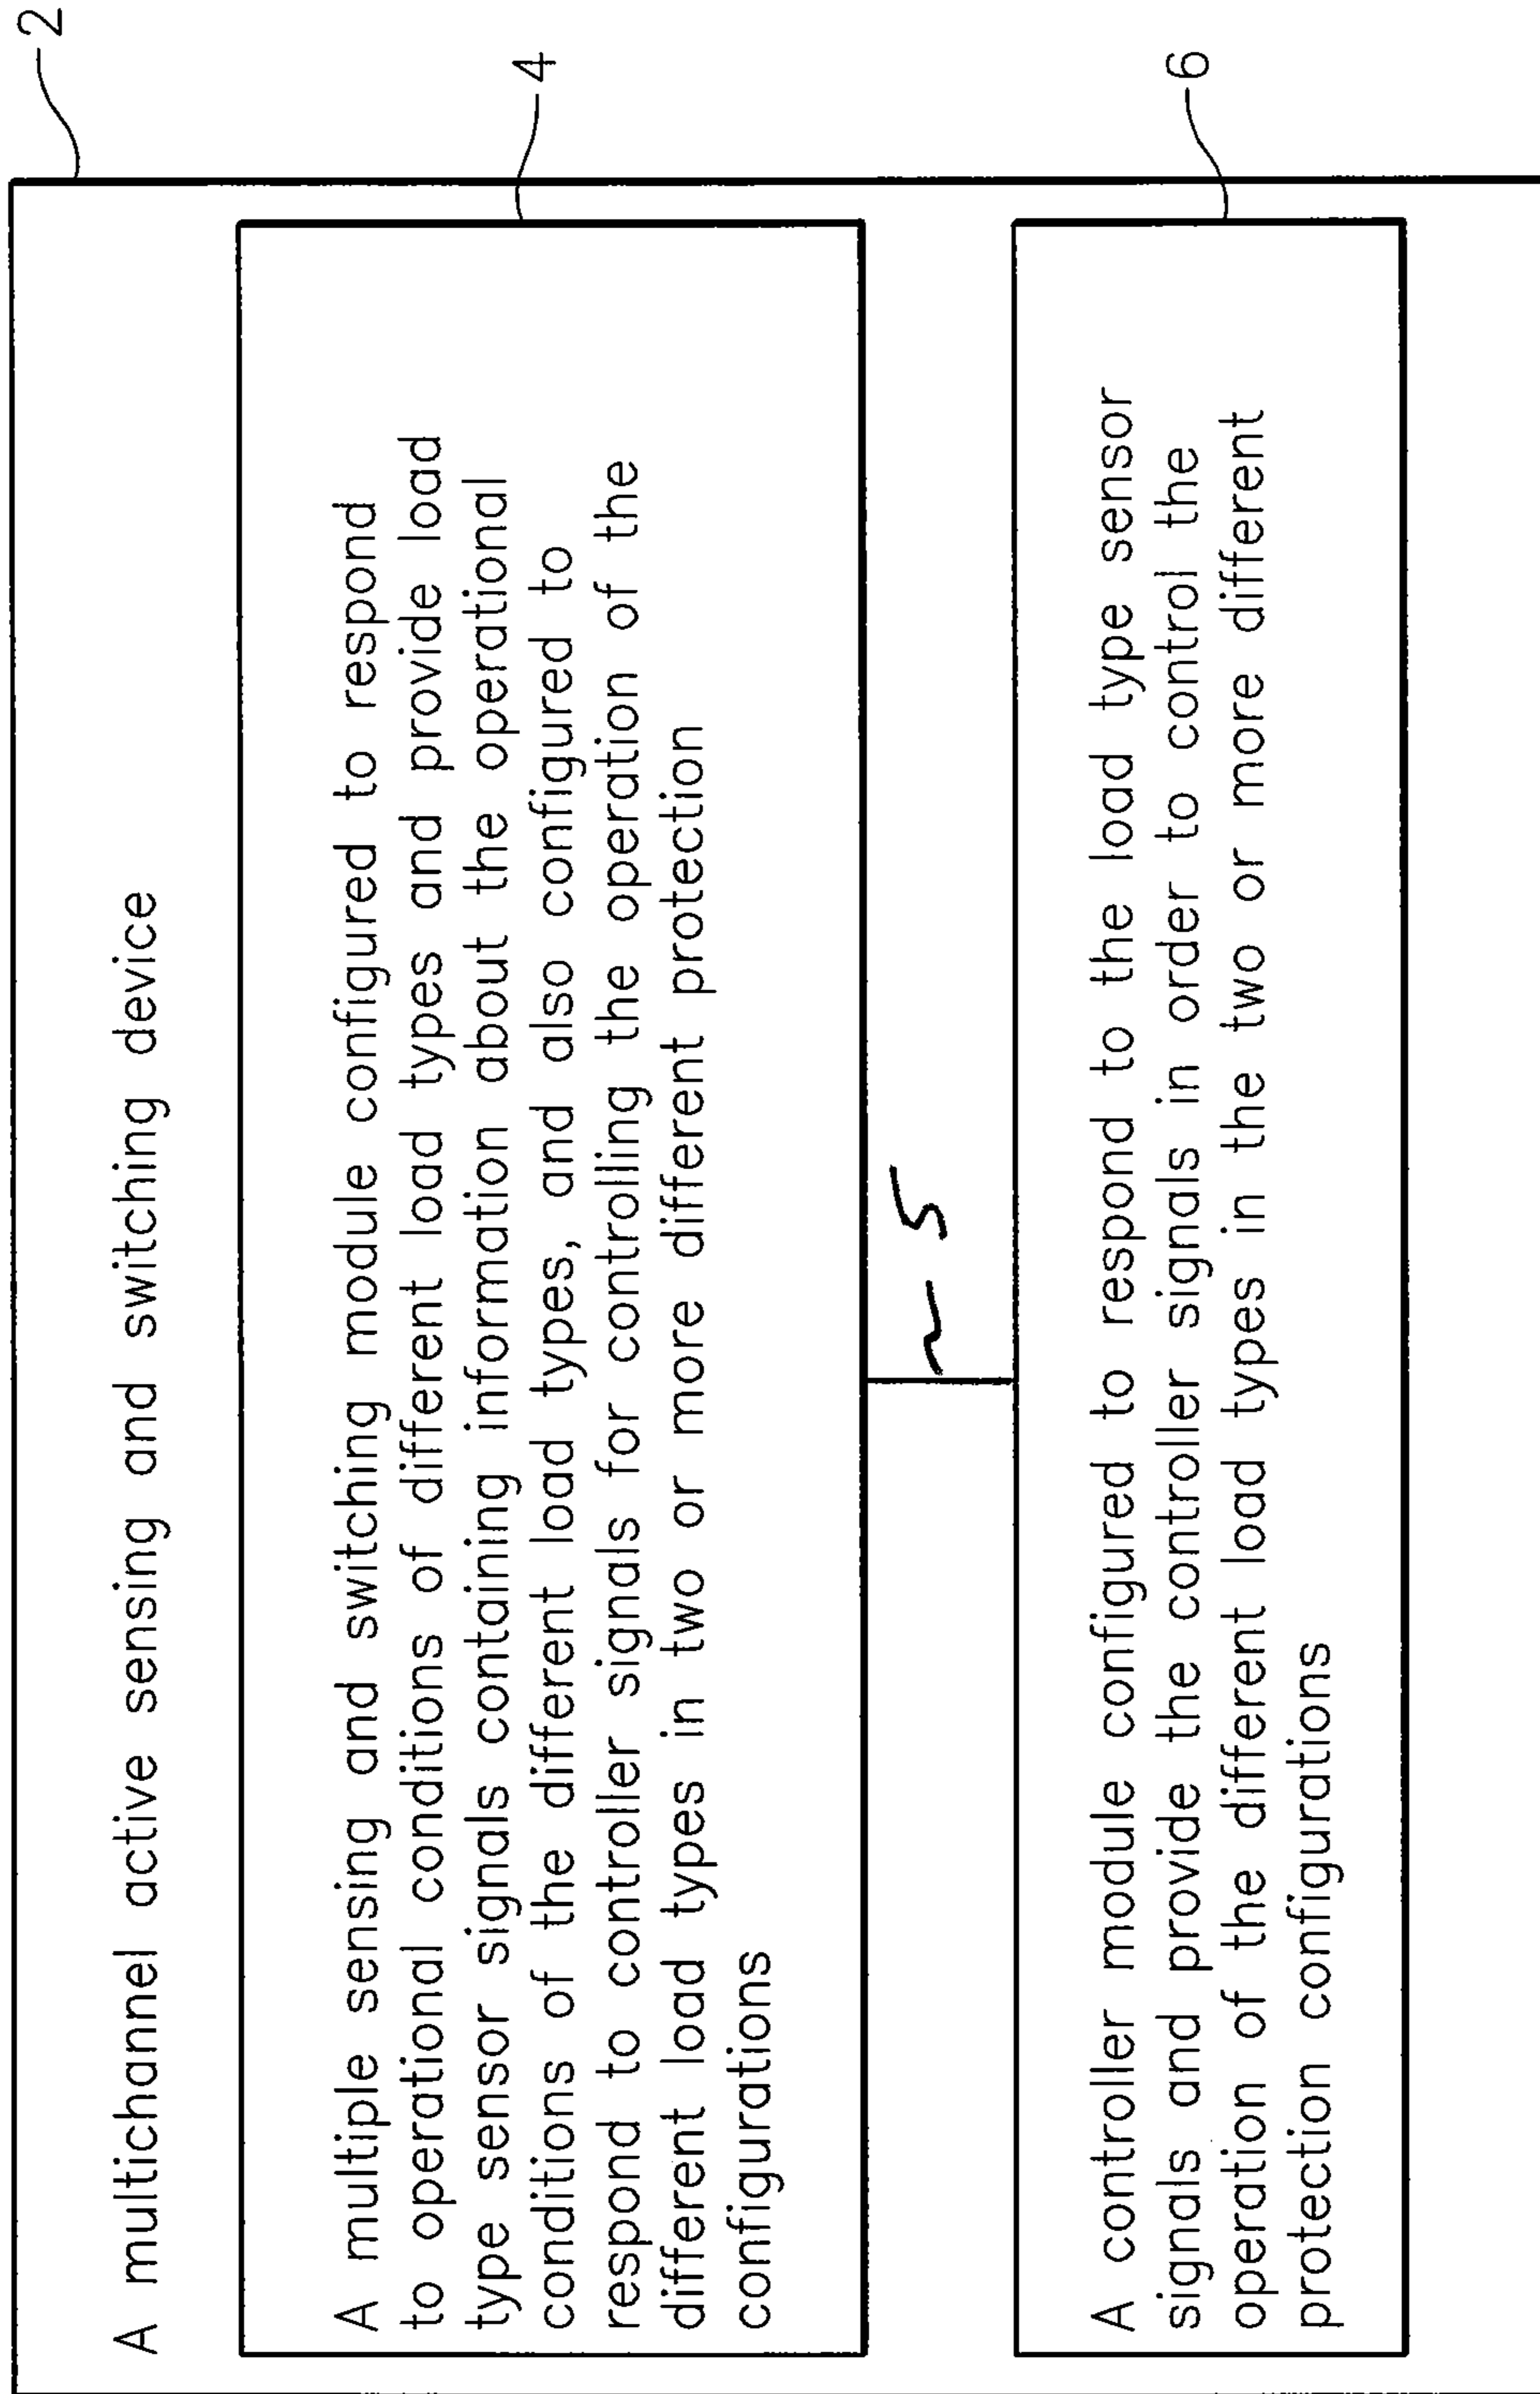 A multichannel active sensing and switching device
2
A multiple sensing and switching module configured to respond
to operational conditions of different load types and provide load
type sensor signals containing information about the operational
conditions of the different load types, and also configured to
respond to controller signals for controlling the operation of the
different load types in two or more different protection
configurations
4
5
A controller module configured to respond to the load type sensor
signals and provide the controller signals in order to control the
operation of the different load types in the two or more different
protection configurations
6